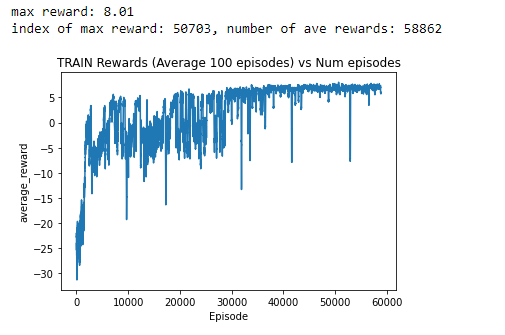 max reward: 8.01
index of max reward: 50703, number of ave rewards: 58862
TRAIN Rewards (Average 100 episodes) vs Num episodes
average_reward
5
0
−5
−10
−15
−20
−25
−30
0 10000 20000 30000 40000 50000 60000
Episode